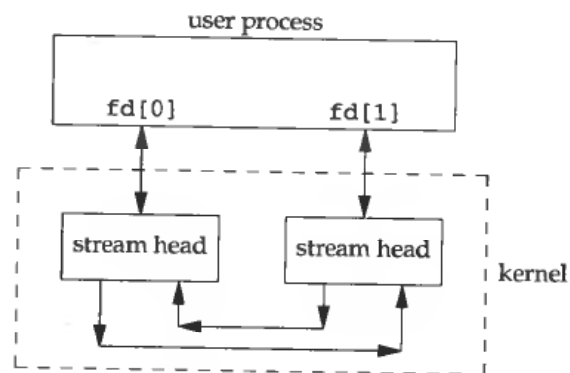 user process
fd[0]
fd[1]
stream head
stream head
kernel